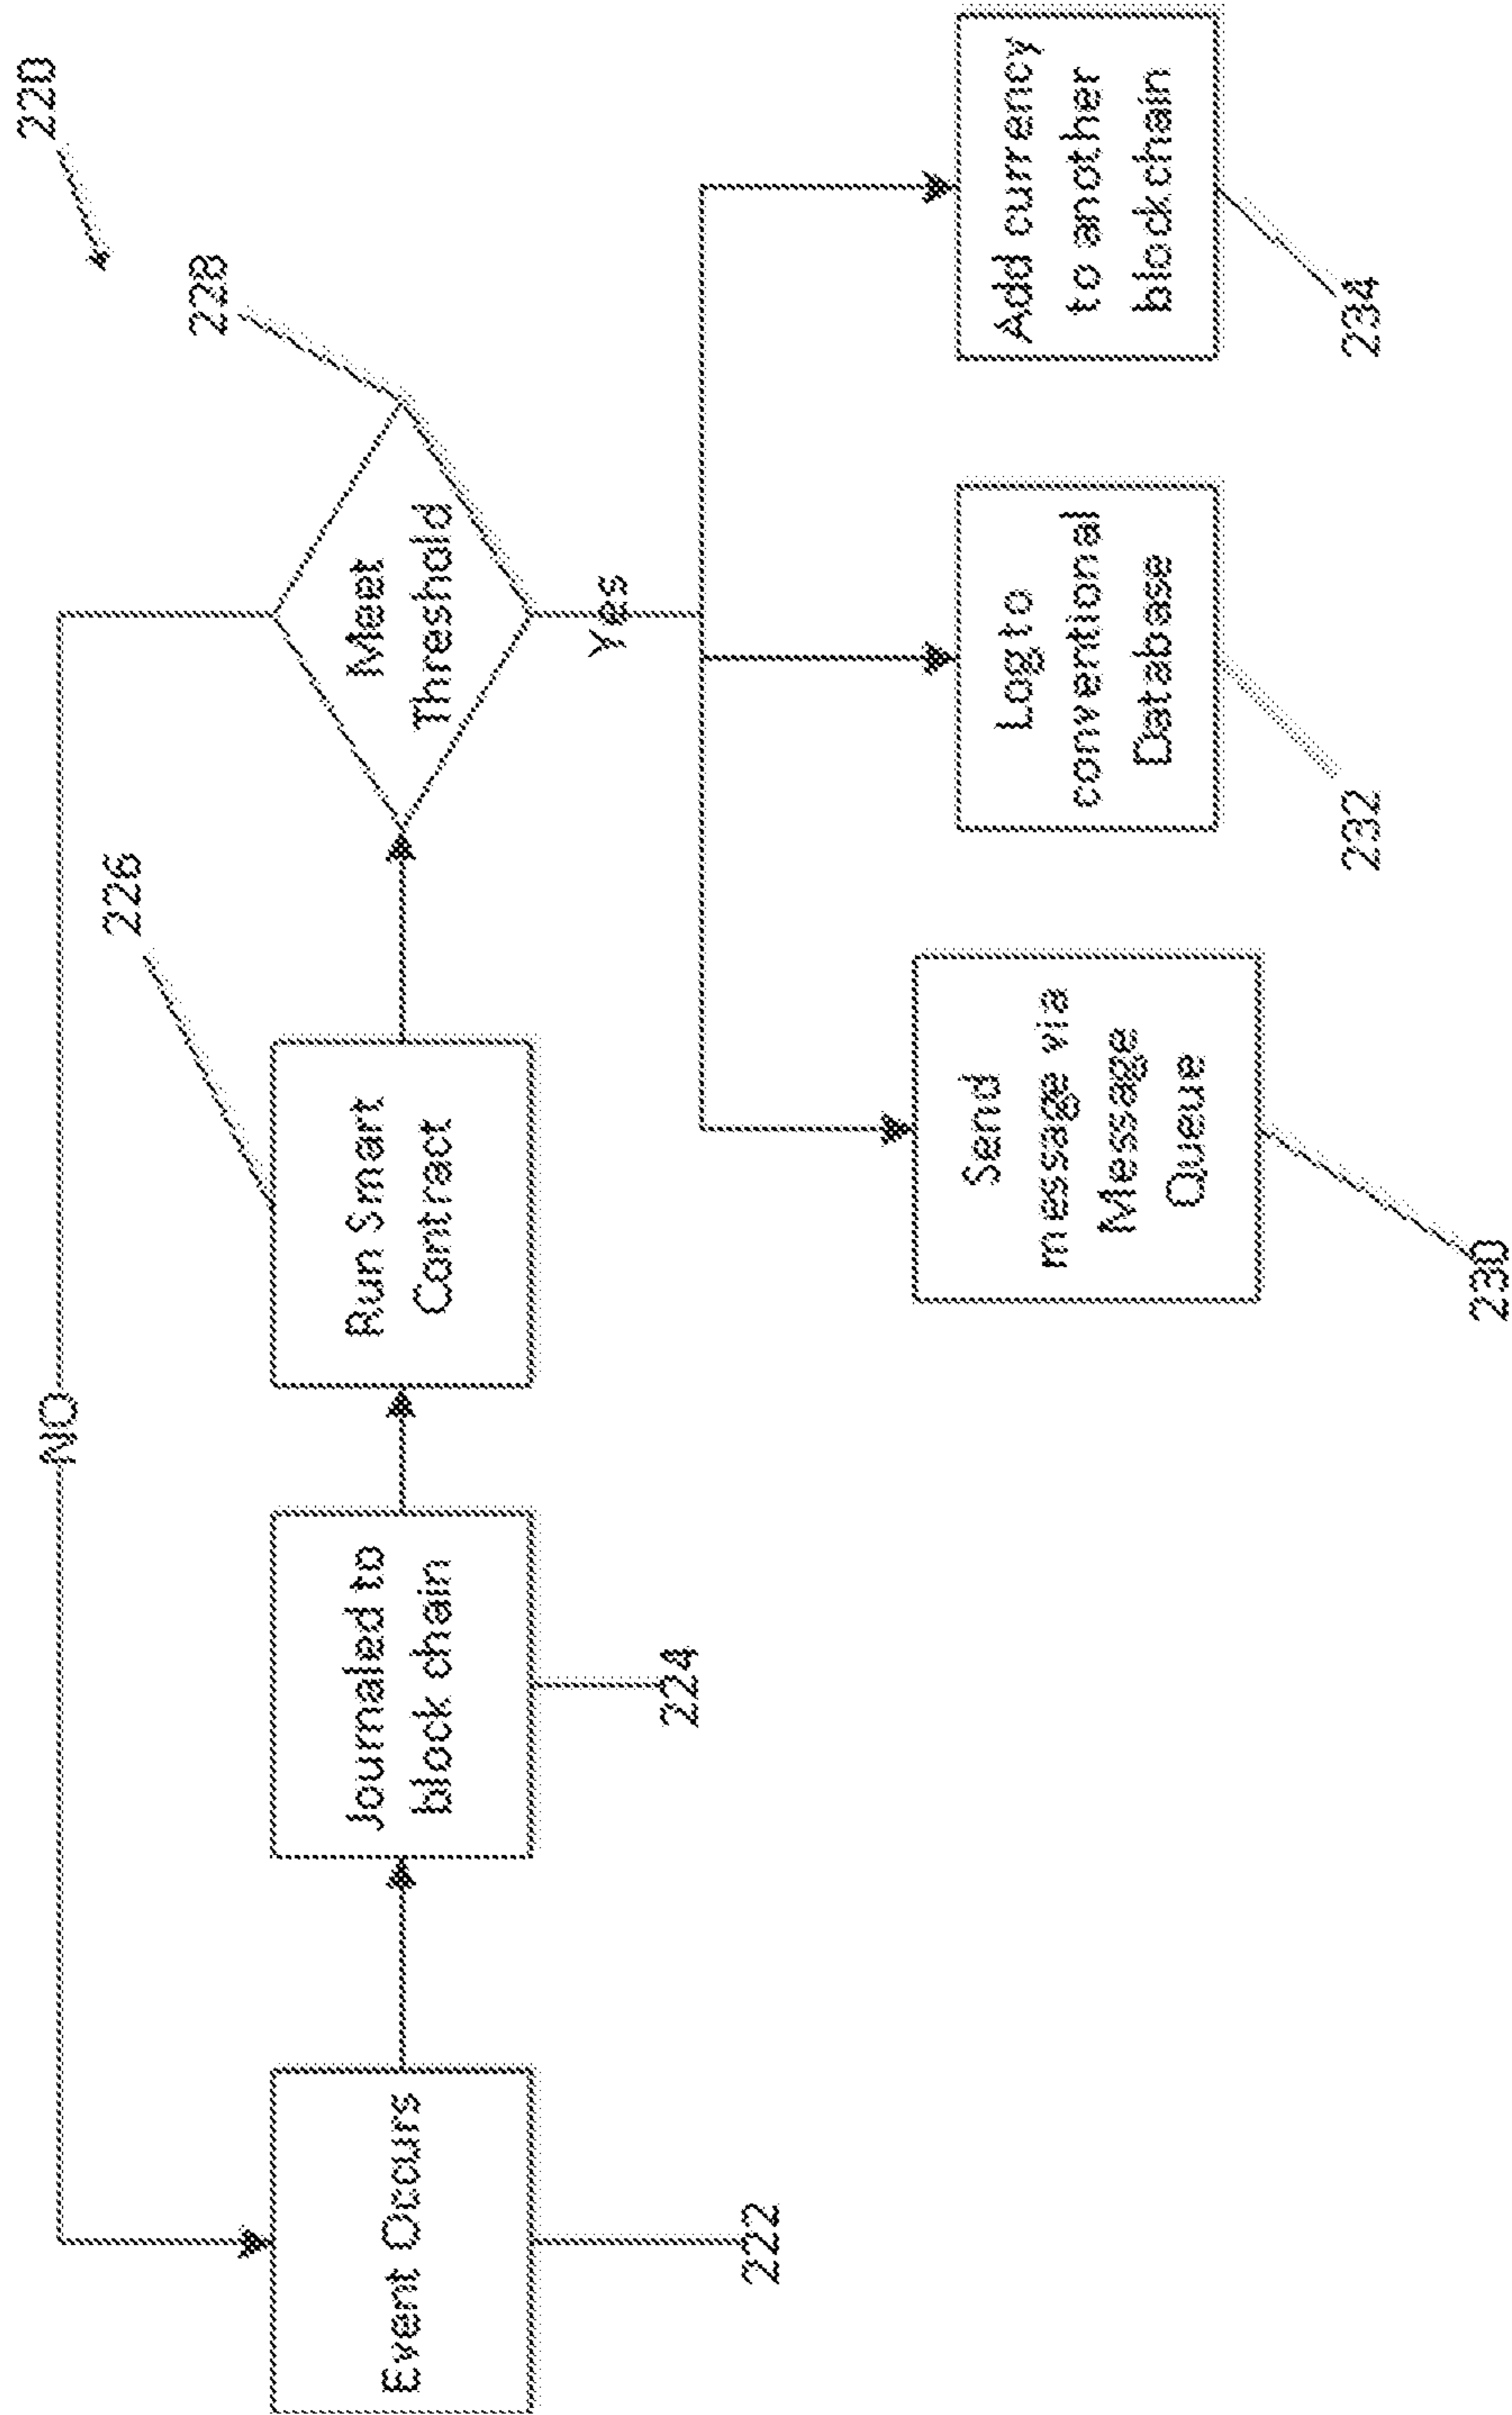 220
NO
226
228
Event Occurs
Journaled to
block chain
Run Smart
Contract
Meet
Threshold
222
224
Yes
Send
message via
Message
Queue
Log to
conventional
Database
Add currency
to another
block chain
230
232
234